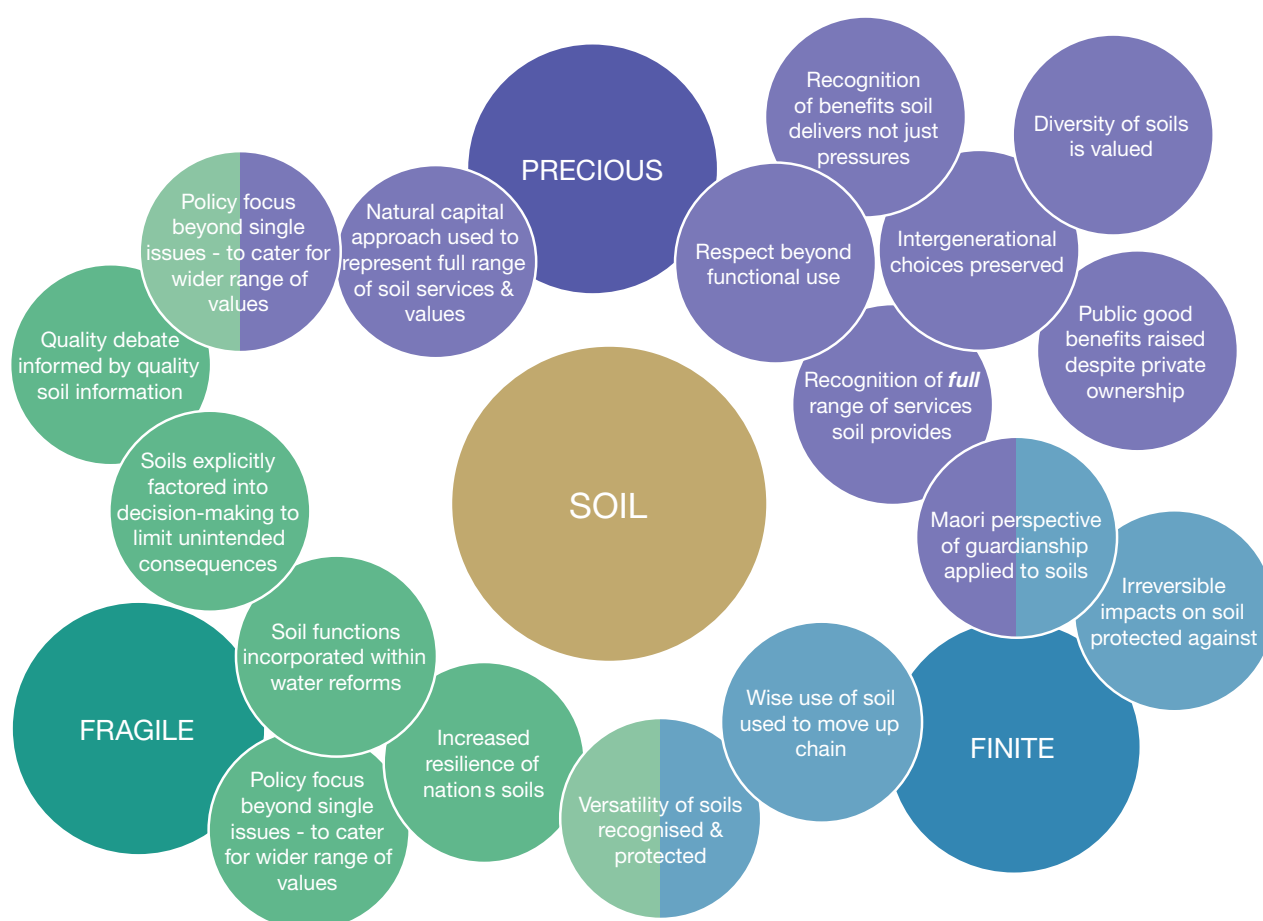 Recognition
of benefits soil
delivers not just
pressures
Diversity of soils
is valued
PRECIOUS
Policy focus
beyond single
issues - to cater for
wider range of
values
Natural capital
approach used to
represent full range
of soil services &
values
Respect beyond
functional use
Intergenerational
choices preserved
Public good
benefits raised
despite private
ownership
Quality debate
informed by quality
soil information
Recognition of full
range of services
soil provides
Soils explicitly
factored into
decision-making to
limit unintended
consequences
SOIL
Maori perspective
of guardianship
applied to soils
Irreversible
impacts on soil
protected against
Soil functions
incorporated within
water reforms
FRAGILE
Wise use of soil
used to move up
chain
FINITE
Increased
resilience of
nations soils
Policy focus
beyond single
issues - to cater
for wider range of
values
Versatility of soils
recognised &
protected